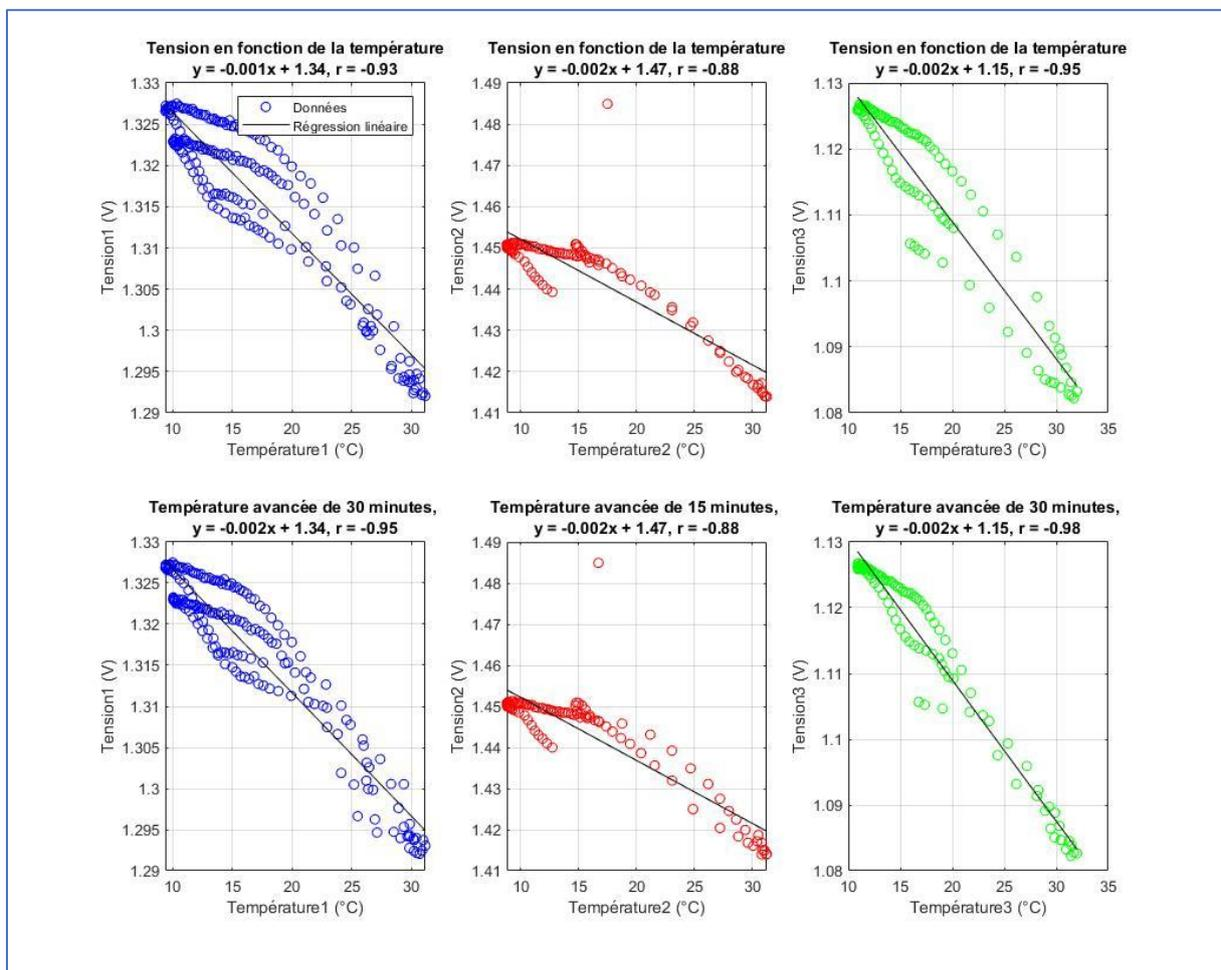 Tension en fonction de la température
y = -0.001x + 1.34, r = -0.93
1.33
1.325
1.32
1.315
1.31
1.305
1.3
1.295
1.29
Tension1 (V)
Données
Régression linéaire
10 15 20 25 30
Température1 (°C)
Tension en fonction de la température
y = -0.002x + 1.47, r = -0.88
1.49
1.48
1.47
1.46
1.45
1.44
1.43
1.42
1.41
Tension2 (V)
10 15 20 25 30
Température2 (°C)
Tension en fonction de la température
y = -0.002x + 1.15, r = -0.95
1.13
1.12
1.11
1.1
1.09
1.08
Tension3 (V)
10 15 20 25 30 35
Température3 (°C)
Température avancée de 30 minutes,
y = -0.002x + 1.34, r = -0.95
1.33
1.325
1.32
1.315
1.31
1.305
1.3
1.295
1.29
Tension1 (V)
10 15 20 25 30
Température1 (°C)
Température avancée de 15 minutes,
y = -0.002x + 1.47, r = -0.88
1.49
1.48
1.47
1.46
1.45
1.44
1.43
1.42
1.41
Tension2 (V)
10 15 20 25 30
Température2 (°C)
Température avancée de 30 minutes,
y = -0.002x + 1.15, r = -0.98
1.13
1.12
1.11
1.1
1.09
1.08
Tension3 (V)
10 15 20 25 30 35
Température3 (°C)